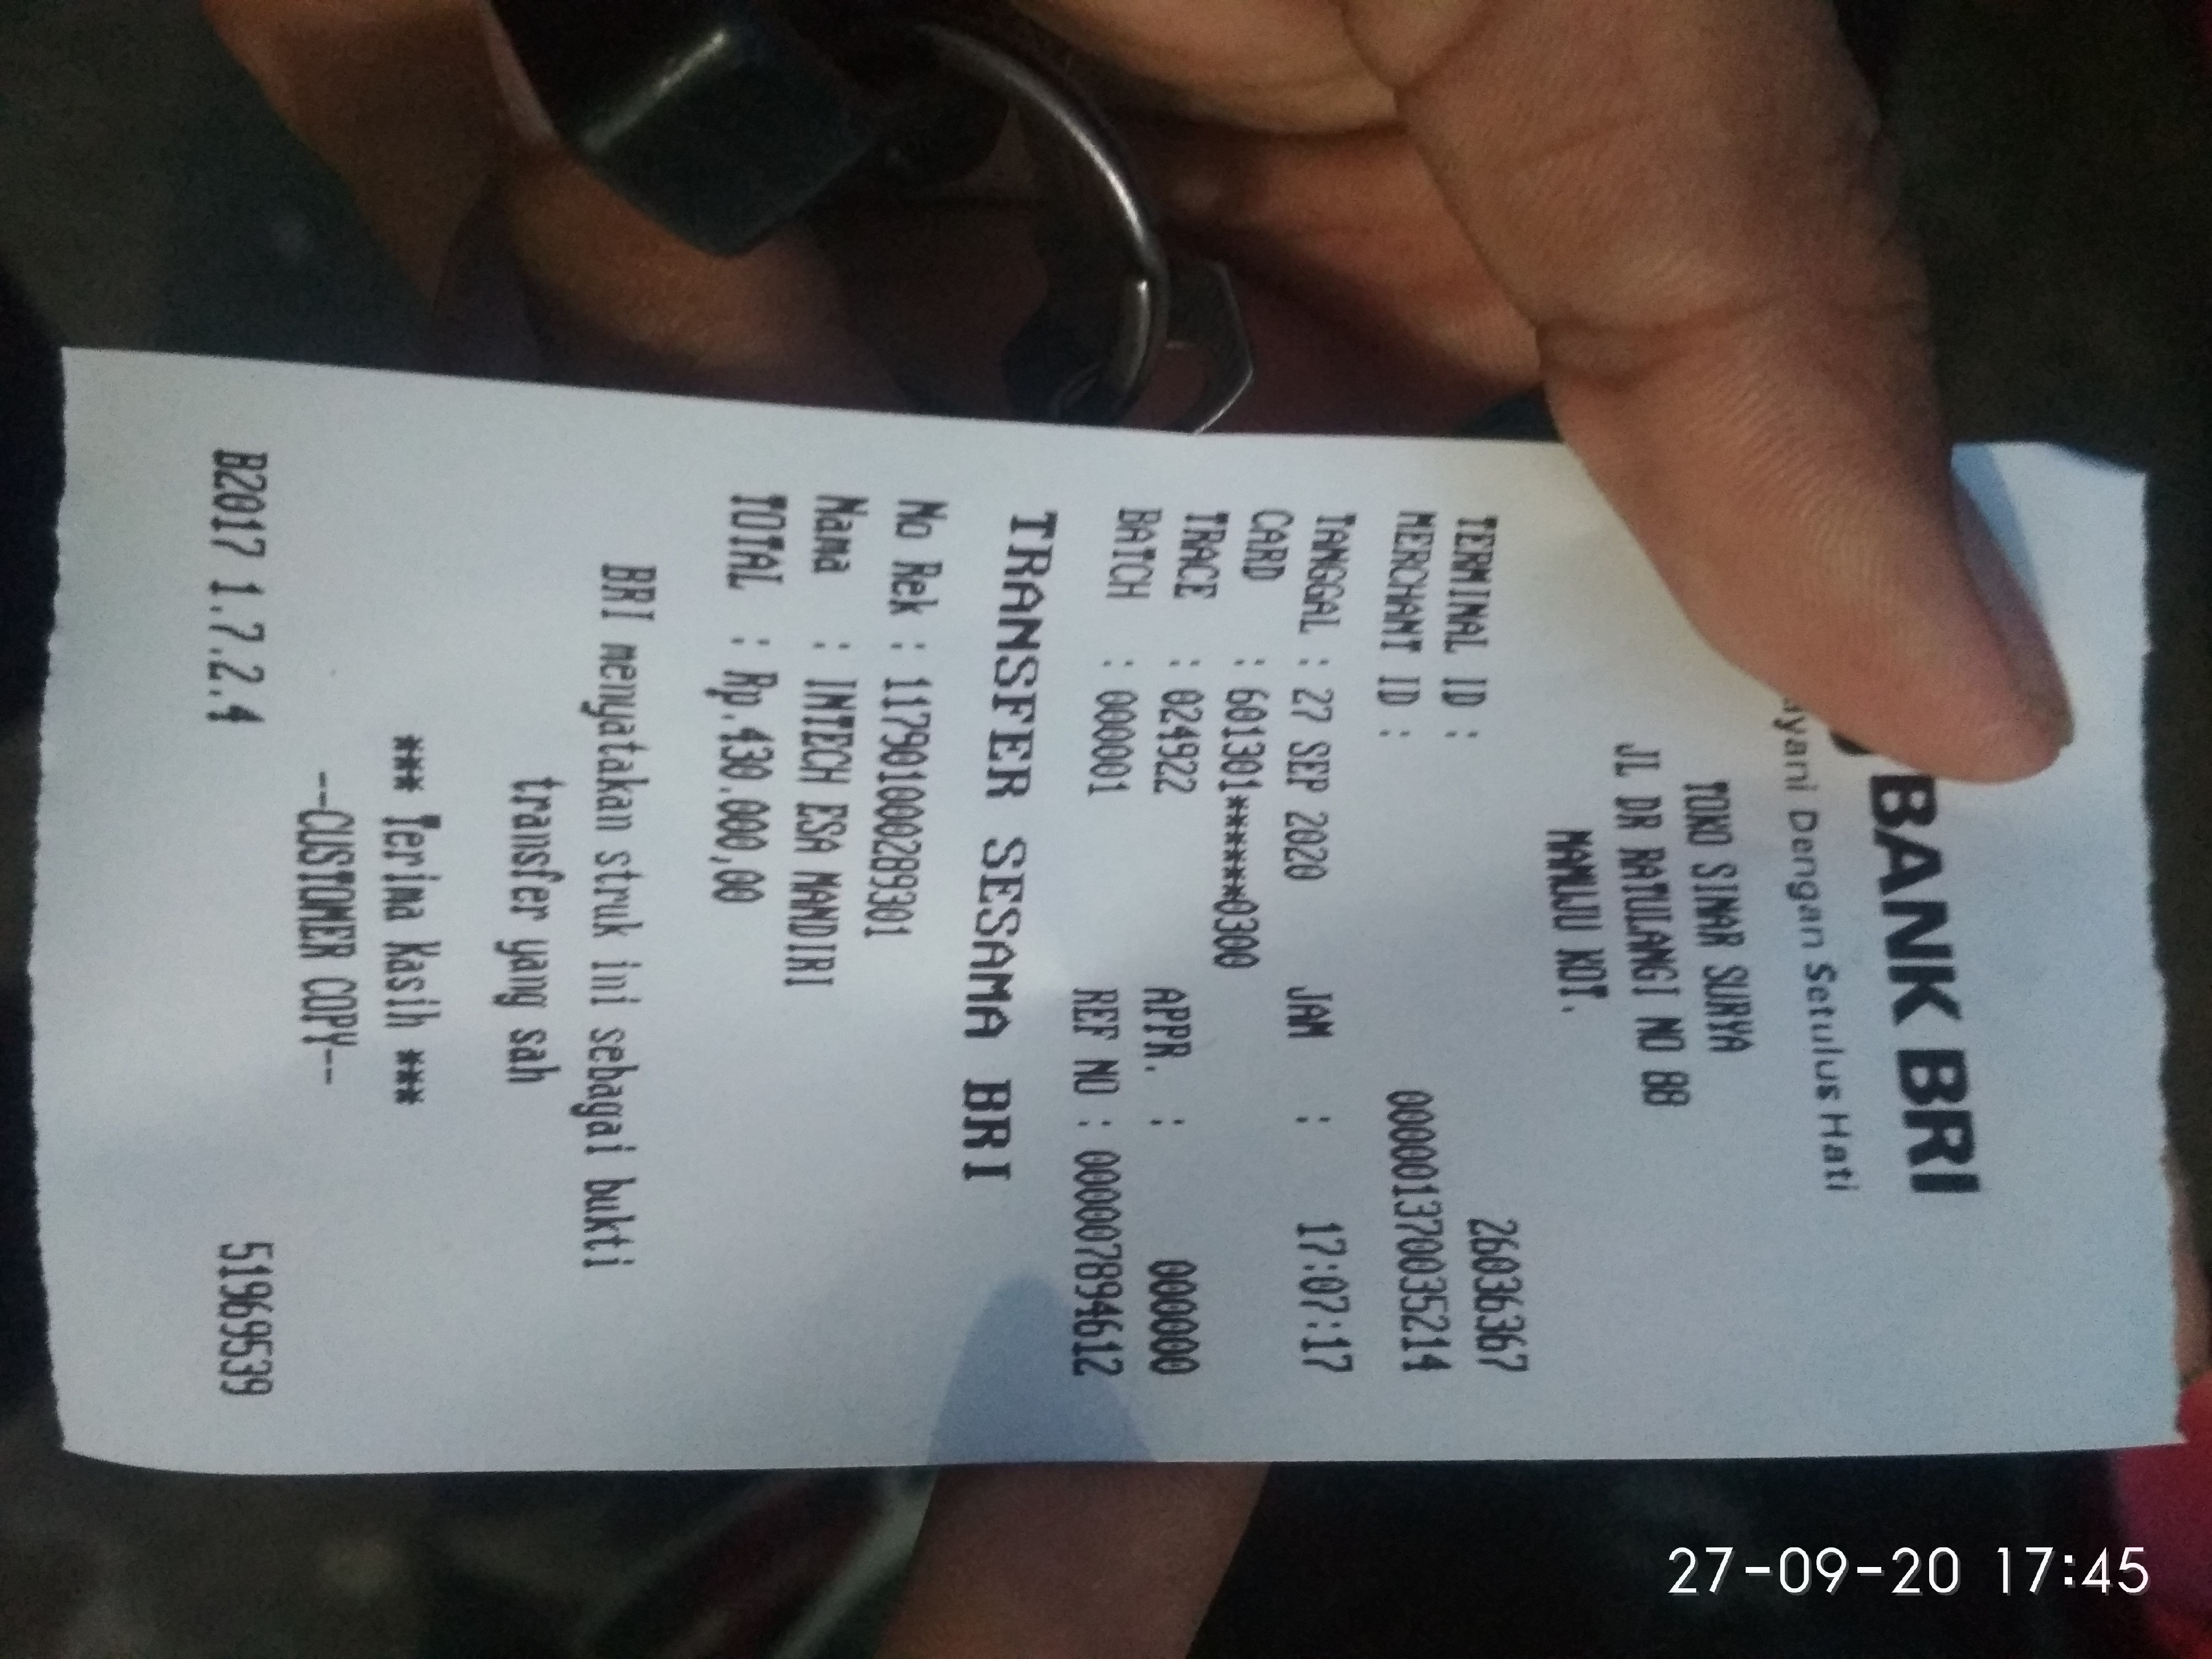 BANK BRI
Dengan Setulus Hati
TOKO SINAR SURYA
JL DR RATULANGI NO 88
MAMUJU KOT.
TERMINAL ID : 26036367
MERCHANT ID : 000001370035214
TANGGAL : 27 SEP 2020 JAM : 17:07:17
CARD : 601301******0300
TRACE : 0249222 APPR. : 000000
BATCH : 000001 REF NO : 000007894612
TRANSFER SESAMA BRI
No Rek : 117901000289301
Nama : INTECH ESA MANDIRI
TOTAL : Rp.430.000,00
BRI menyatakan struk ini sebagai bukti
transfer yang sah
*** Terima Kasih ***
--CUSTOMER COPY--
B2017 1.7.2.4 51969539
27-09-20 17:45